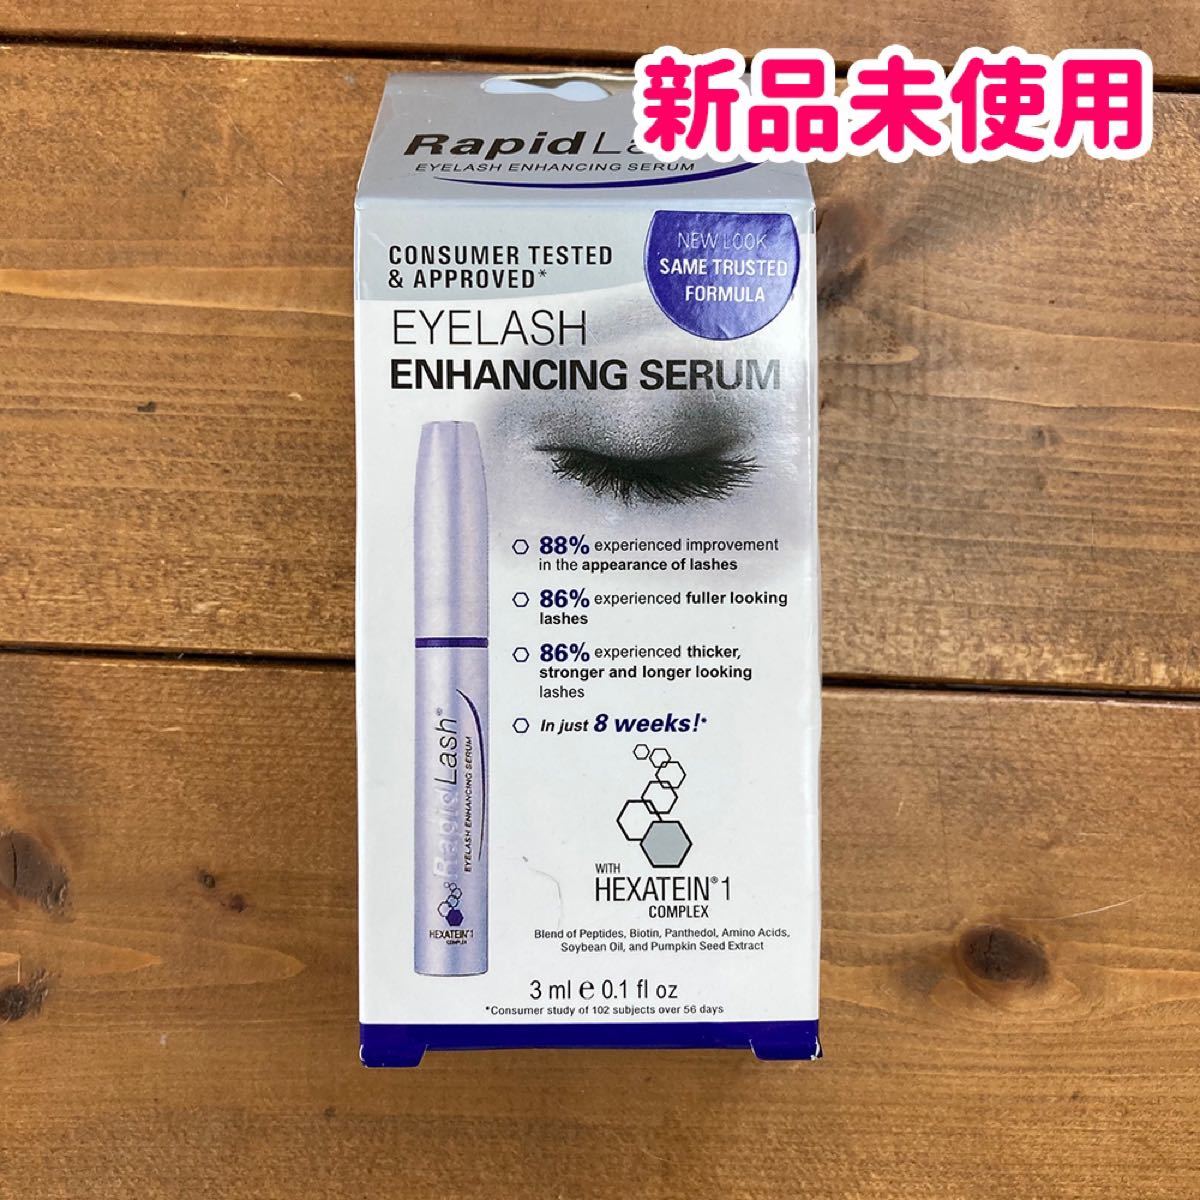 新品未使用
Rapid
EYELASH ENHANCING SERUM
CONSUMER TESTED
& APPROVED*
NEW LOOK
SAME TRUSTED
FORMULA
EYELASH
ENHANCING SERUM
88% experienced improvement
in the appearance of lashes
86% experienced fuller looking
lashes
86% experienced thicker,
stronger and longer looking
lashes
In just 8 weeks!*
RapidLash®
EYELASH ENHANCING SERUM
HEXATEIN®1
COMPLEX
WITH
HEXATEIN®1
COMPLEX
Blend of Peptides, Biotin, Panthedol, Amino Acids,
Soybean Oil, and Pumpkin Seed Extract
3 ml e 0.1 fl oz
*Consumer study of 102 subjects over 56 days